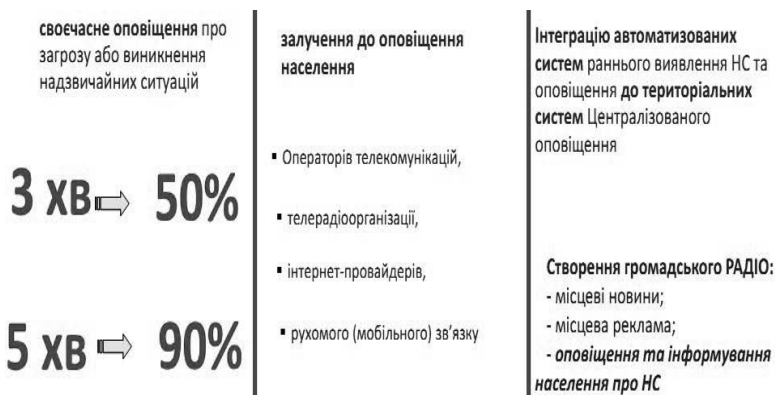 своєчасне оповіщення про
загрозу або виникнення
надзвичайних ситуацій
3 хв ⇨ 50%
5 хв ⇨ 90%
залучення до оповіщення
населення
▪ Операторів телекомунікацій,
▪ телерадіоорганізації,
▪ інтернет-провайдерів,
▪ рухомого (мобільного) зв’язку
Інтеграцію автоматизованих
систем раннього виявлення НС та
оповіщення до територіальних
систем Централізованого
оповіщення
Створення громадського РАДІО:
- місцеві новини;
- місцева реклама;
- оповіщення та інформування
населення про НС